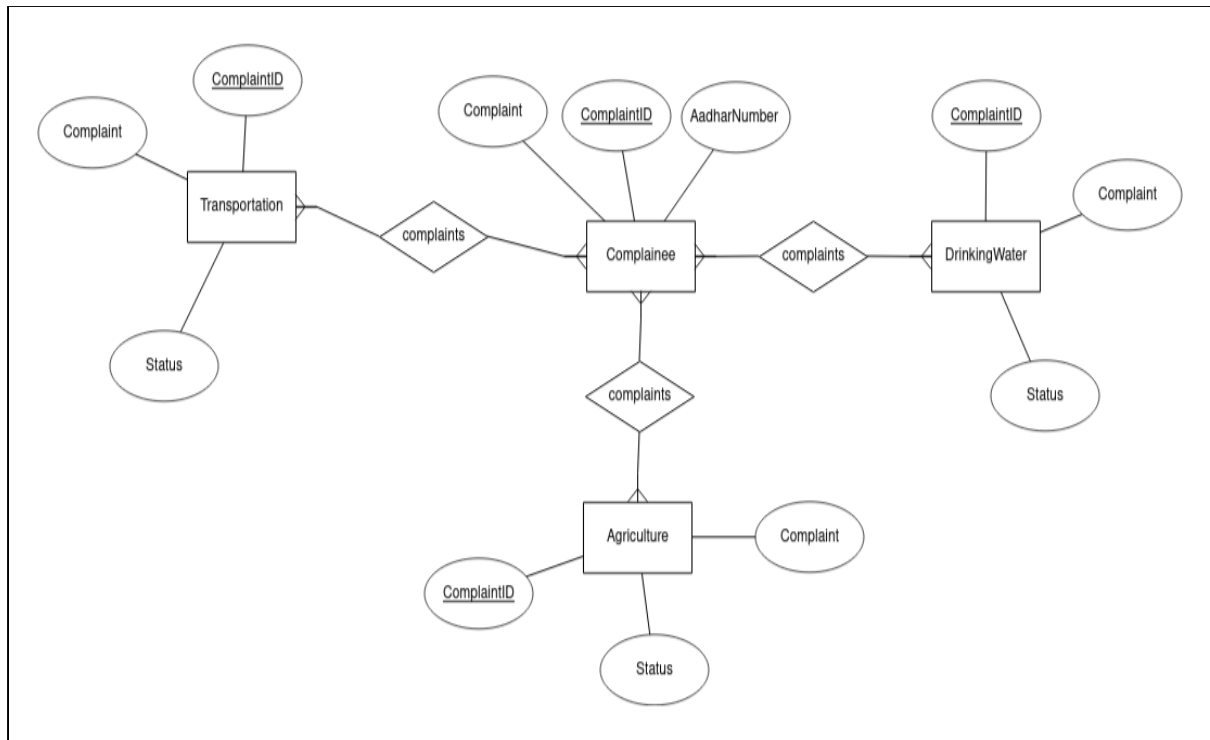 ComplaintID
Complaint
Transportation
Status
complaints
Complaint
ComplaintID
AadharNumber
Complainee
complaints
ComplaintID
Complaint
DrinkingWater
Status
complaints
Agriculture
Complaint
ComplaintID
Status